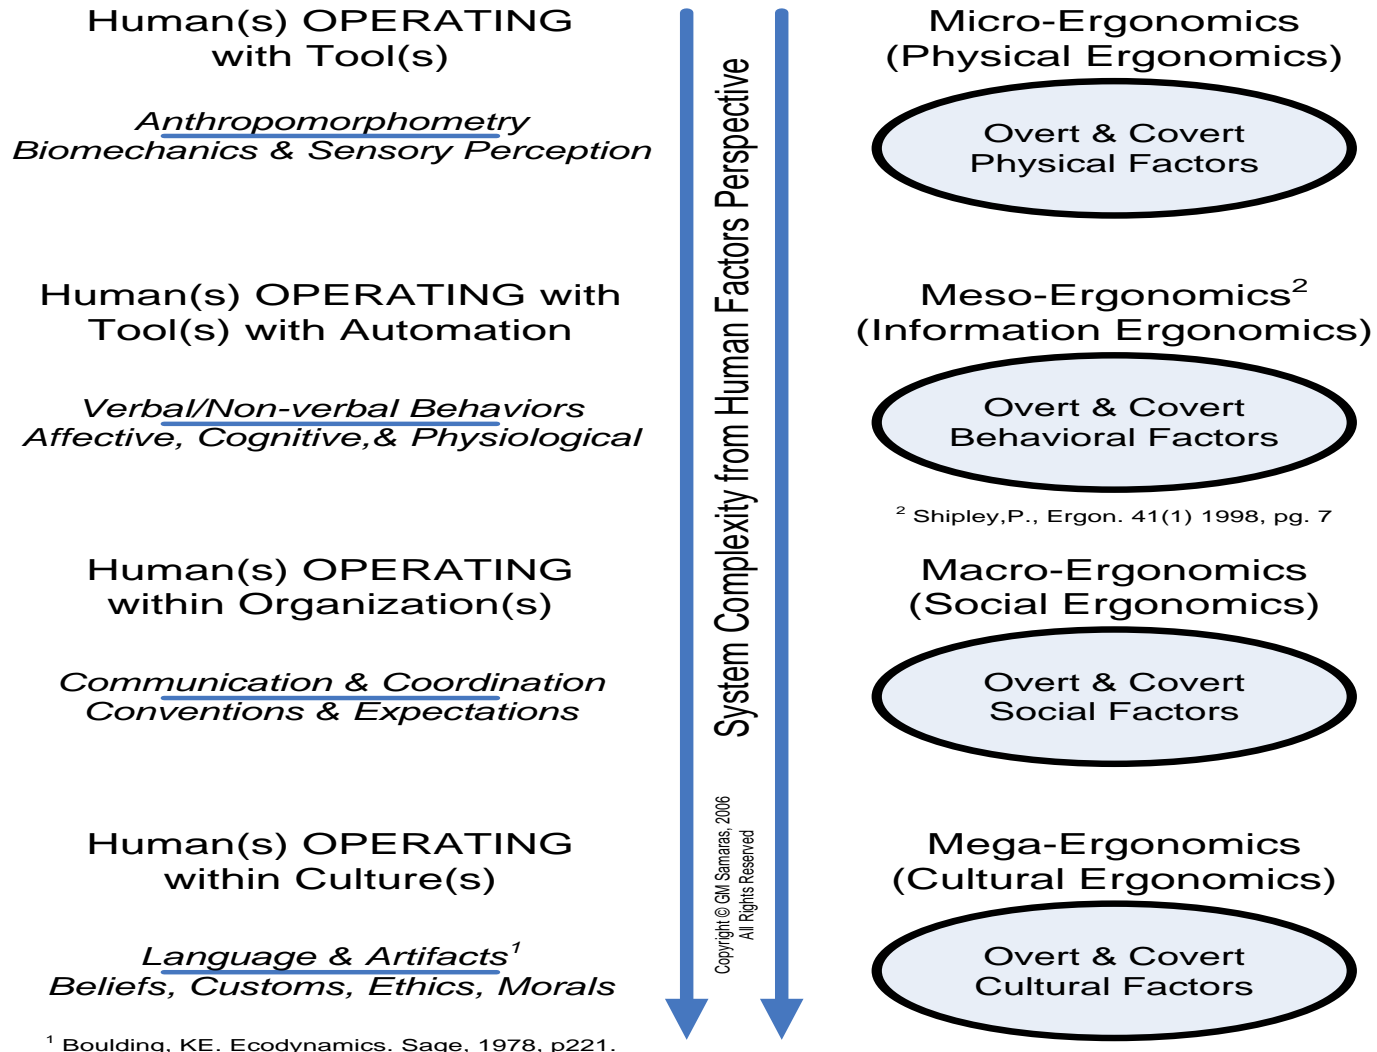 Human(s) OPERATING
with Tool(s)
Anthropomorphometry
Biomechanics & Sensory Perception
Micro-Ergonomics
(Physical Ergonomics)
Overt & Covert
Physical Factors
Human(s) OPERATING with
Tool(s) with Automation
Verbal/Non-verbal Behaviors
Affective, Cognitive,& Physiological
Meso-Ergonomics²
(Information Ergonomics)
Overt & Covert
Behavioral Factors
² Shipley,P., Ergon. 41(1) 1998, pg. 7
Human(s) OPERATING
within Organization(s)
Communication & Coordination
Conventions & Expectations
Macro-Ergonomics
(Social Ergonomics)
Overt & Covert
Social Factors
Human(s) OPERATING
within Culture(s)
Language & Artifacts¹
Beliefs, Customs, Ethics, Morals
¹ Boulding, KE. Ecodynamics. Sage, 1978, p221.
Mega-Ergonomics
(Cultural Ergonomics)
Overt & Covert
Cultural Factors
System Complexity from Human Factors Perspective
Copyright © GM Samaras, 2006
All Rights Reserved